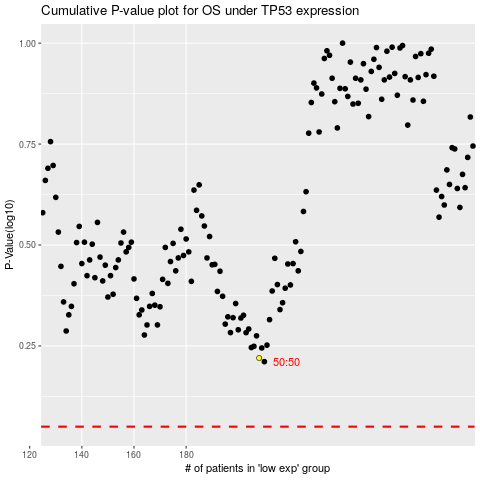 Cumulative P-value plot for OS under TP53 expression
P-Value(log10)
1.00
0.75
0.50
0.25
50:50
120 140 160 180
# of patients in 'low exp' group